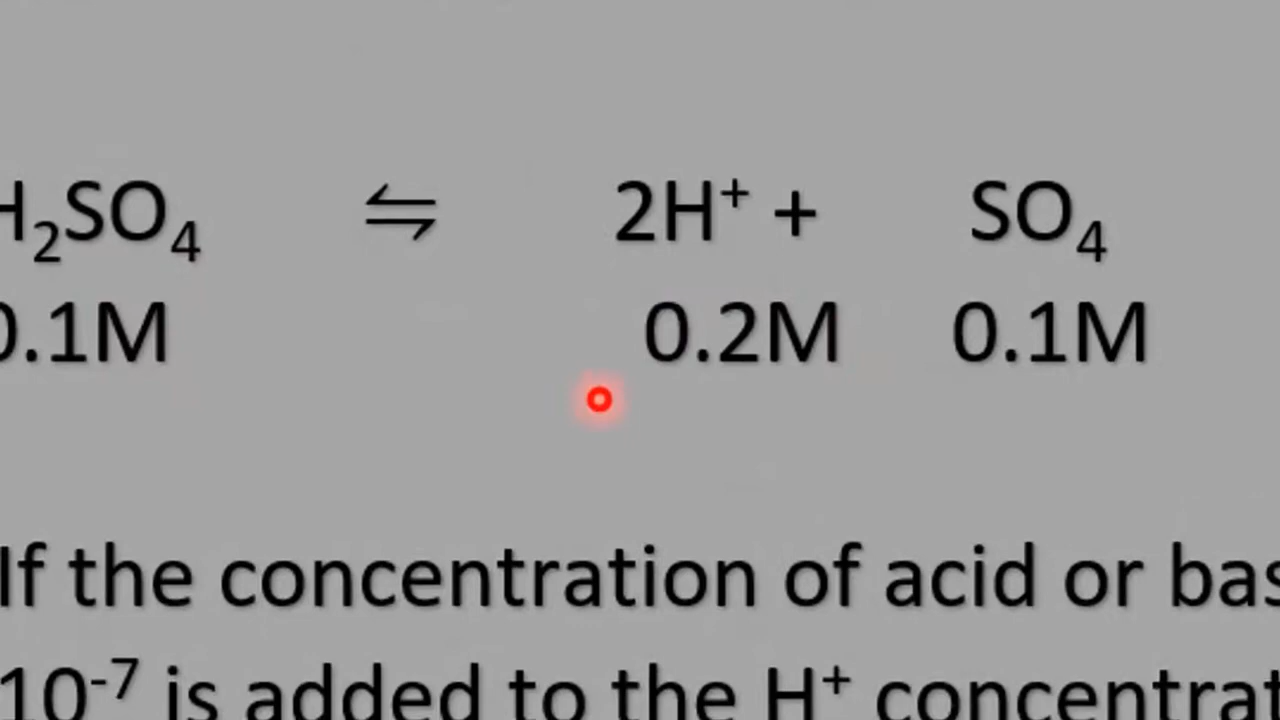 H₂SO₄ ⇋ 2H⁺ + SO₄
0.1M 0.2M 0.1M
If the concentration of acid or bas
10⁻⁷ is added to the H⁺ concentrat